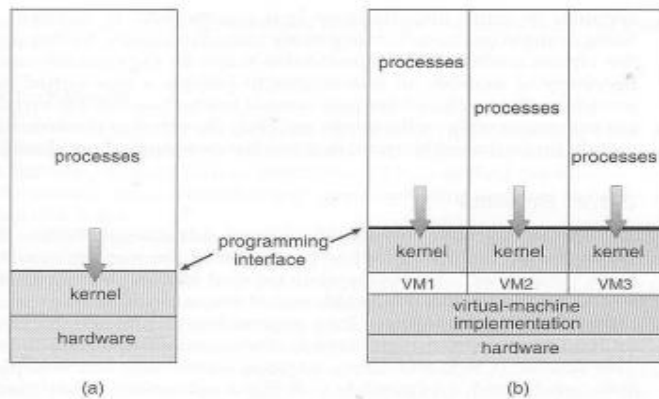 processes
kernel
hardware
(a)
programming
interface
processes
processes
processes
kernel
kernel
kernel
VM1
VM2
VM3
virtual-machine
implementation
hardware
(b)